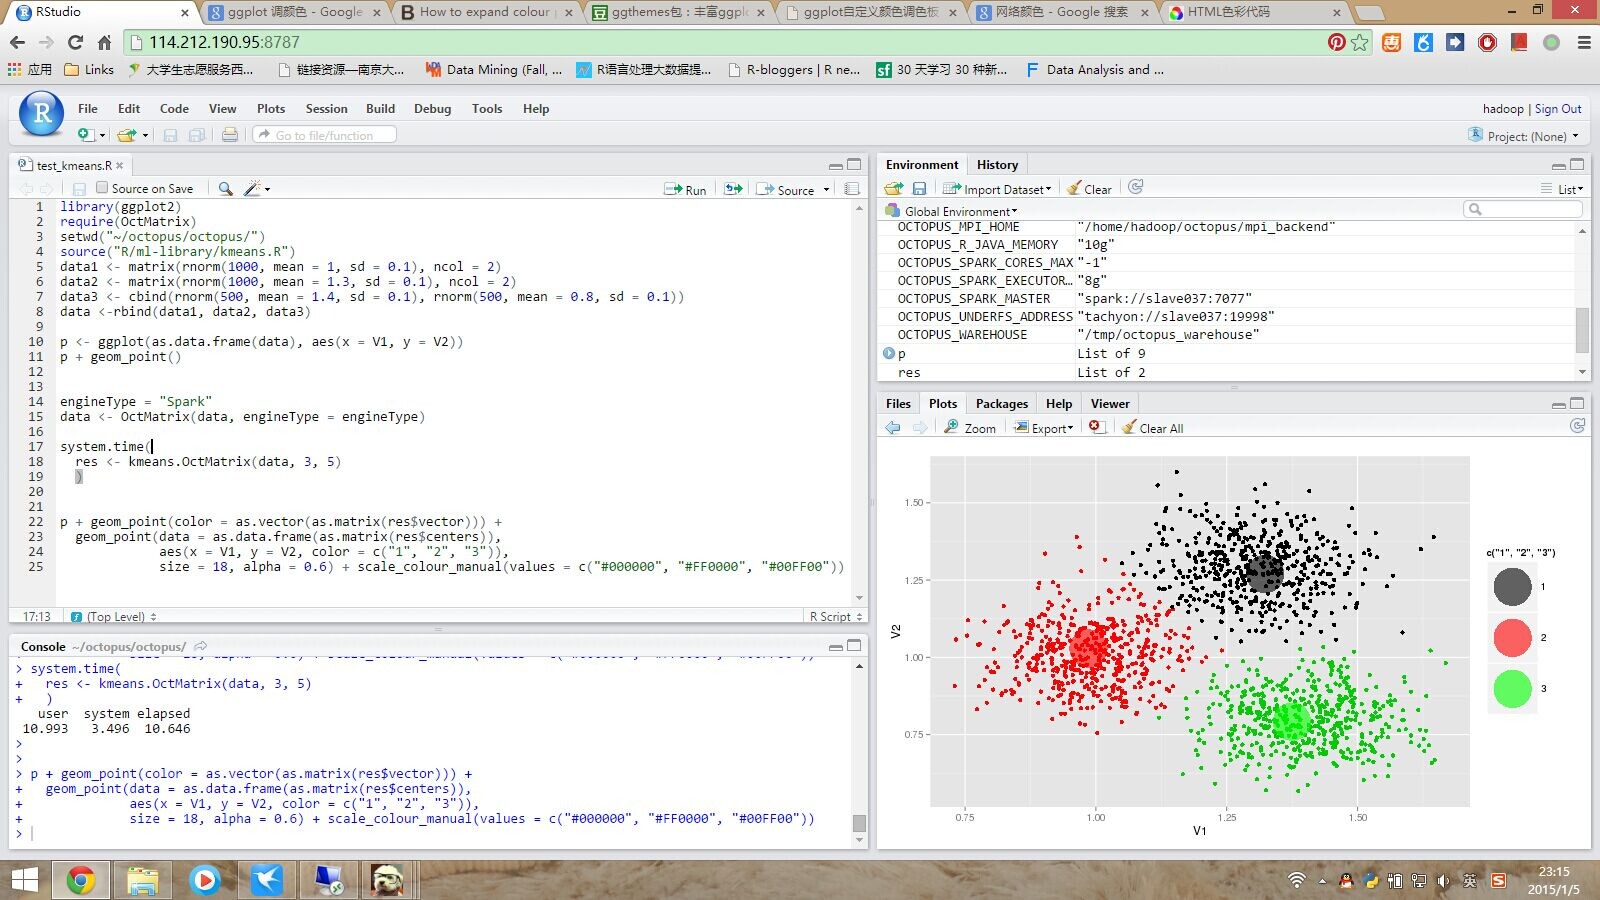 RStudio
ggplot 调颜色 - Google
How to expand colour
ggthemes包：丰富ggpl
ggplot自定义颜色调色板
网络颜色 - Google 搜索
HTML色彩代码
114.212.190.95:8787
应用
Links
大学生志愿服务西...
链接资源—南京大...
Data Mining (Fall, ...
R语言处理大数据提...
R-bloggers | R ne...
30 天学习 30 种新...
Data Analysis and ...
File Edit Code View Plots Session Build Debug Tools Help
hadoop | Sign Out
Go to file/function
Project: (None)
test_kmeans.R
Source on Save
Run
Source
1 library(ggplot2)
2 require(OctMatrix)
3 setwd("~/octopus/octopus/")
4 source("R/ml-library/kmeans.R")
5 data1 <- matrix(rnorm(1000, mean = 1, sd = 0.1), ncol = 2)
6 data2 <- matrix(rnorm(1000, mean = 1.3, sd = 0.1), ncol = 2)
7 data3 <- cbind(rnorm(500, mean = 1.4, sd = 0.1), rnorm(500, mean = 0.8, sd = 0.1))
8 data <-rbind(data1, data2, data3)
9
10 p <- ggplot(as.data.frame(data), aes(x = V1, y = V2))
11 p + geom_point()
12
13
14 engineType = "Spark"
15 data <- OctMatrix(data, engineType = engineType)
16
17 system.time(
18 res <- kmeans.OctMatrix(data, 3, 5)
19 )
20
21
22 p + geom_point(color = as.vector(as.matrix(res$vector))) +
23 geom_point(data = as.data.frame(as.matrix(res$centers)),
24 aes(x = V1, y = V2, color = c("1", "2", "3")),
25 size = 18, alpha = 0.6) + scale_colour_manual(values = c("#000000", "#FF0000", "#00FF00"))
17:13
(Top Level)
R Script
Console ~/octopus/octopus/
> system.time(
+ res <- kmeans.OctMatrix(data, 3, 5)
+ )
user system elapsed
10.993 3.496 10.646
>
>
> p + geom_point(color = as.vector(as.matrix(res$vector))) +
+ geom_point(data = as.data.frame(as.matrix(res$centers)),
+ aes(x = V1, y = V2, color = c("1", "2", "3")),
+ size = 18, alpha = 0.6) + scale_colour_manual(values = c("#000000", "#FF0000", "#00FF00"))
>
Environment History
Import Dataset
Clear
List
Global Environment
OCTOPUS_MPI_HOME "/home/hadoop/octopus/mpi_backend"
OCTOPUS_R_JAVA_MEMORY "10g"
OCTOPUS_SPARK_CORES_MAX "-1"
OCTOPUS_SPARK_EXECUTOR... "8g"
OCTOPUS_SPARK_MASTER "spark://slave037:7077"
OCTOPUS_UNDERFS_ADDRESS "tachyon://slave037:19998"
OCTOPUS_WAREHOUSE "/tmp/octopus_warehouse"
p List of 9
res List of 2
Files Plots Packages Help Viewer
Zoom
Export
Clear All
1.50
1.25
1.00
0.75
V2
0.75 1.00 1.25 1.50
V1
c("1", "2", "3")
1
2
3
英
23:15
2015/1/5